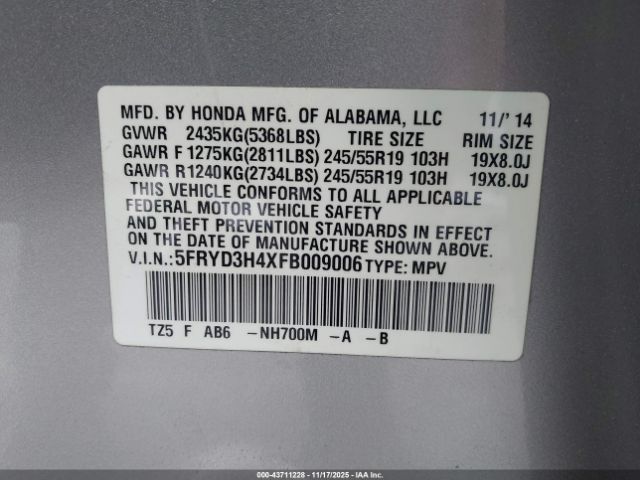 MFD. BY HONDA MFG. OF ALABAMA, LLC 11/' 14
GVWR 2435KG(5368LBS) TIRE SIZE RIM SIZE
GAWR F 1275KG(2811LBS) 245/55R19 103H 19X8.0J
GAWR R1240KG(2734LBS) 245/55R19 103H 19X8.0J
THIS VEHICLE CONFORMS TO ALL APPLICABLE
FEDERAL MOTOR VEHICLE SAFETY
AND THEFT PREVENTION STANDARDS IN EFFECT
ON THE DATE OF MANUFACTURE SHOWN ABOVE.
V.I.N.:5FRYD3H4XFB009006 TYPE: MPV
TZ5 F AB6 -NH700M -A -B
000-43711228 - 11/17/2025 - IAAI.COM